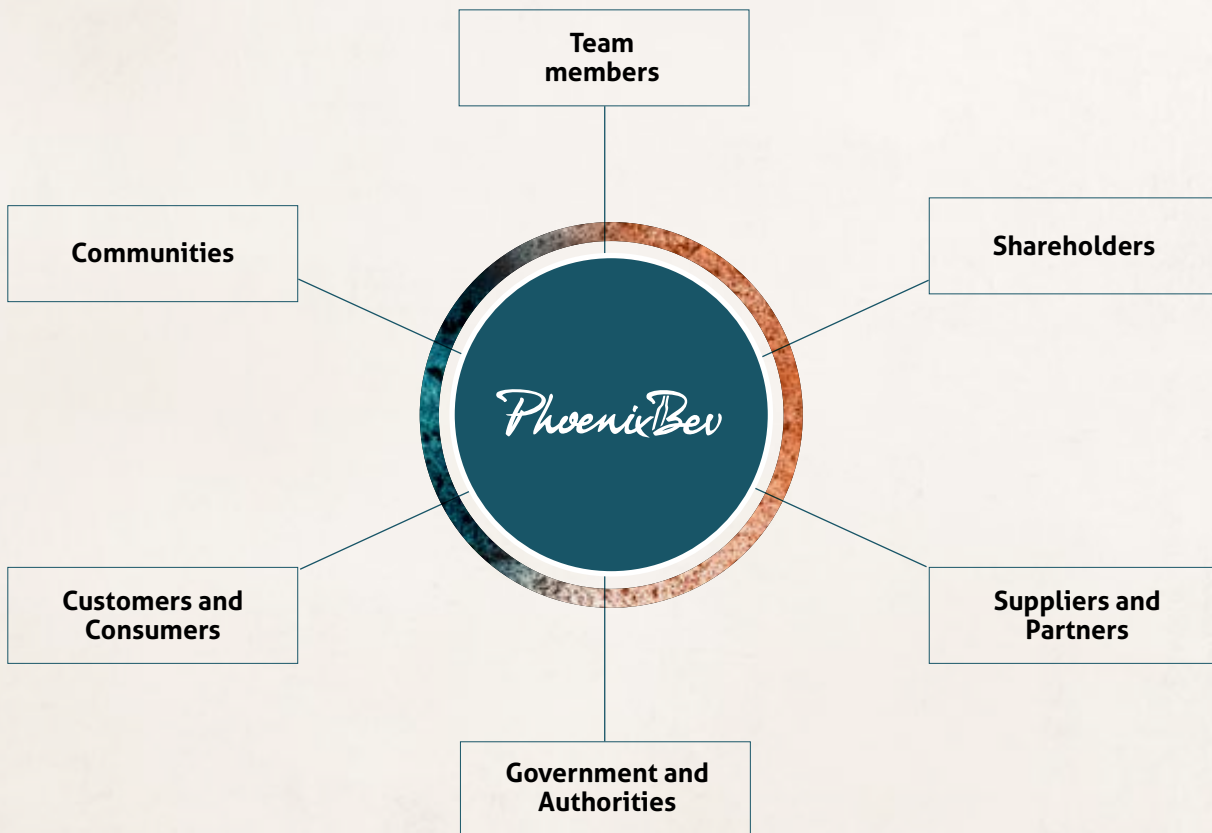 Team
members
Communities
Shareholders
PhoenixBev
Customers and
Consumers
Suppliers and
Partners
Government and
Authorities